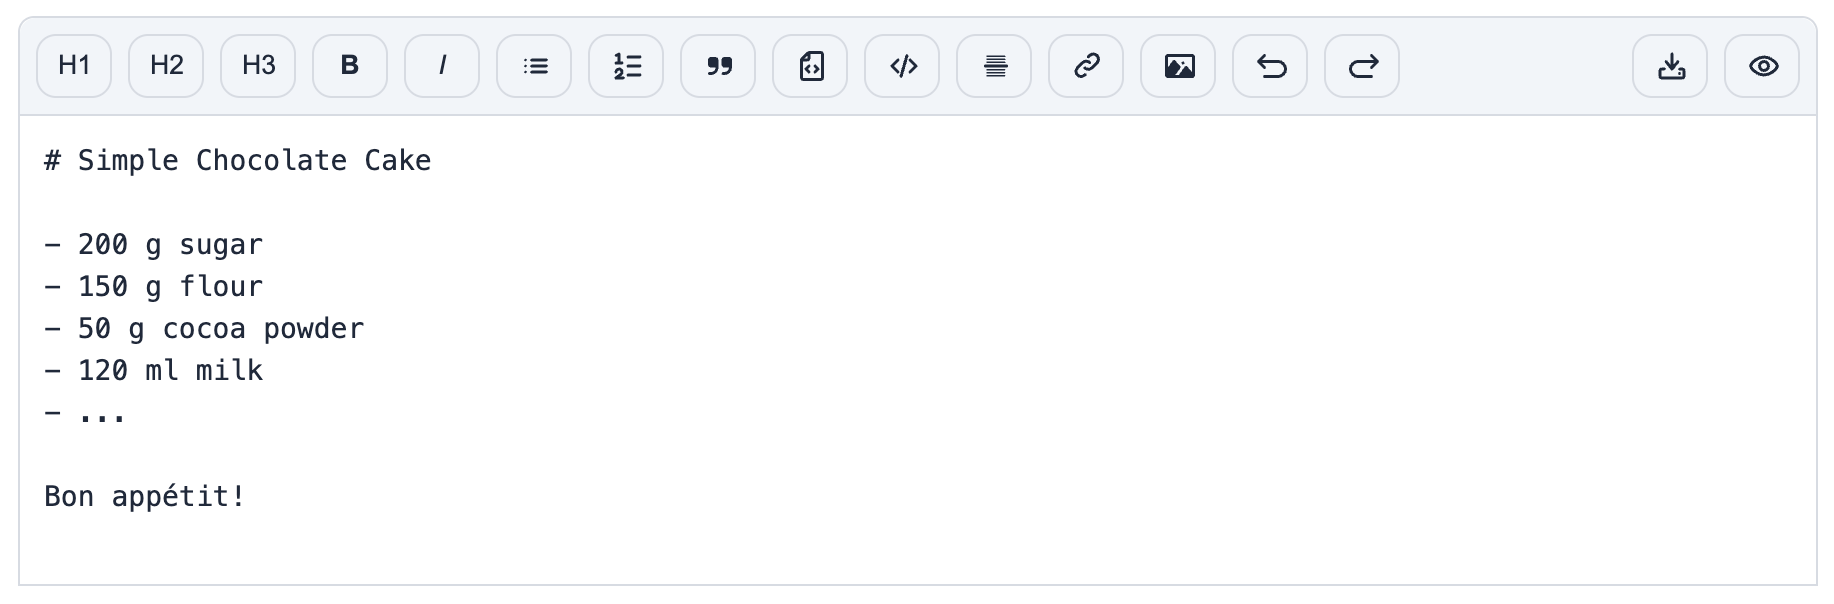 H1 H2 H3 B I
# Simple Chocolate Cake
- 200 g sugar
- 150 g flour
- 50 g cocoa powder
- 120 ml milk
- ...
Bon appétit!